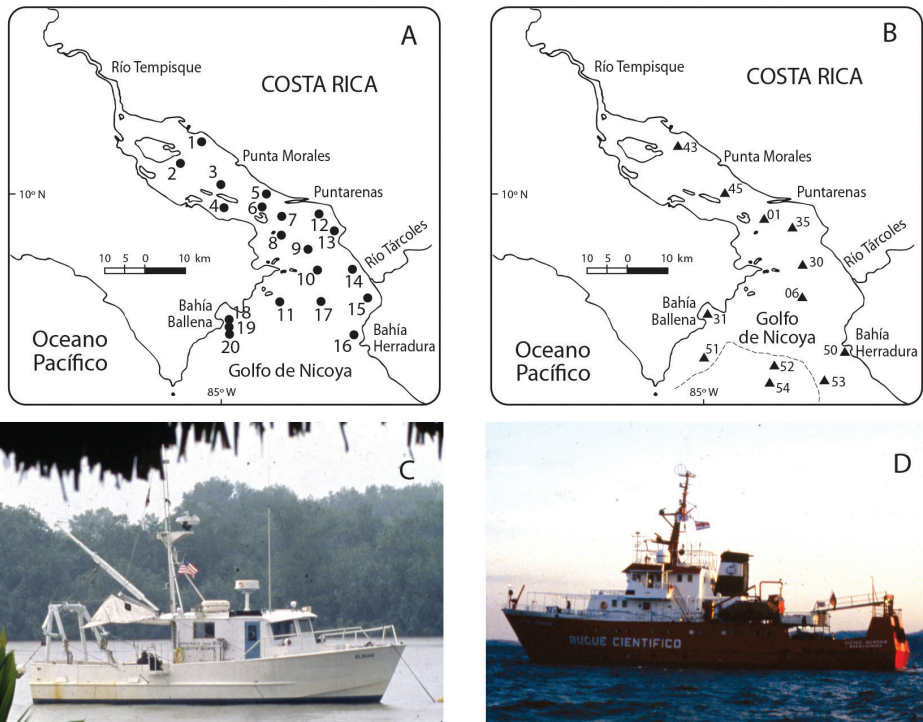 A
Río Tempisque
COSTA RICA
1
Punta Morales
2
3
10º N
5
Puntarenas
4
6
7
12
8
13
9
Río Tárcoles
10 5 0 10 km
10
14
11
17
15
Bahía
Ballena
18
19
20
16
Bahía
Herradura
Oceano
Pacífico
Golfo de Nicoya
85º W
B
Río Tempisque
COSTA RICA
43
Punta Morales
10º N
45
Puntarenas
01
35
Río Tárcoles
10 5 0 10 km
30
06
Bahía
Ballena
31
Golfo
de Nicoya
Bahía
Herradura
50
Oceano
Pacífico
51
52
54
53
85º W
C
D
BUQUE CIENTIFICO